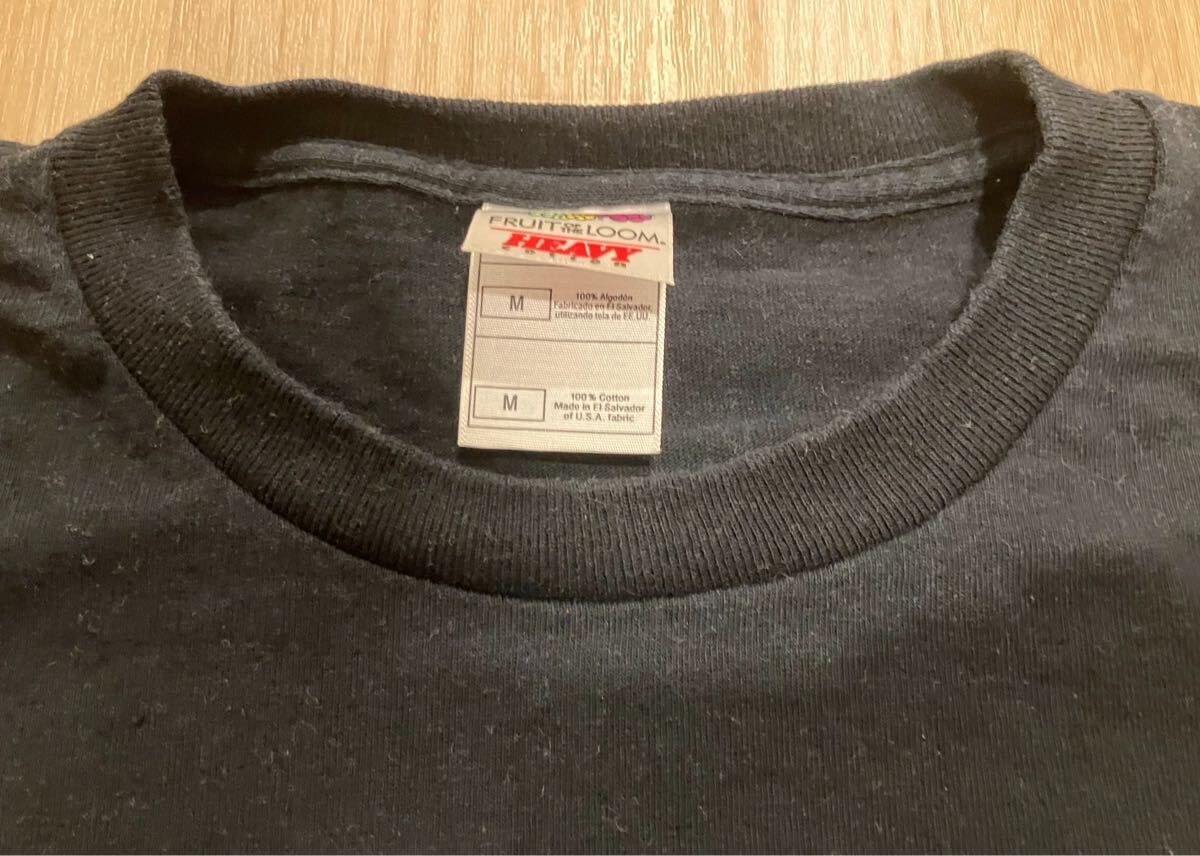 FRUIT OF THE LOOM®
HEAVY
COTTON
M
100% Algodón
Fabricado en El Salvador,
utilizando tela de EE.UU.
M
100% Cotton
Made in El Salvador
of U.S.A. fabric